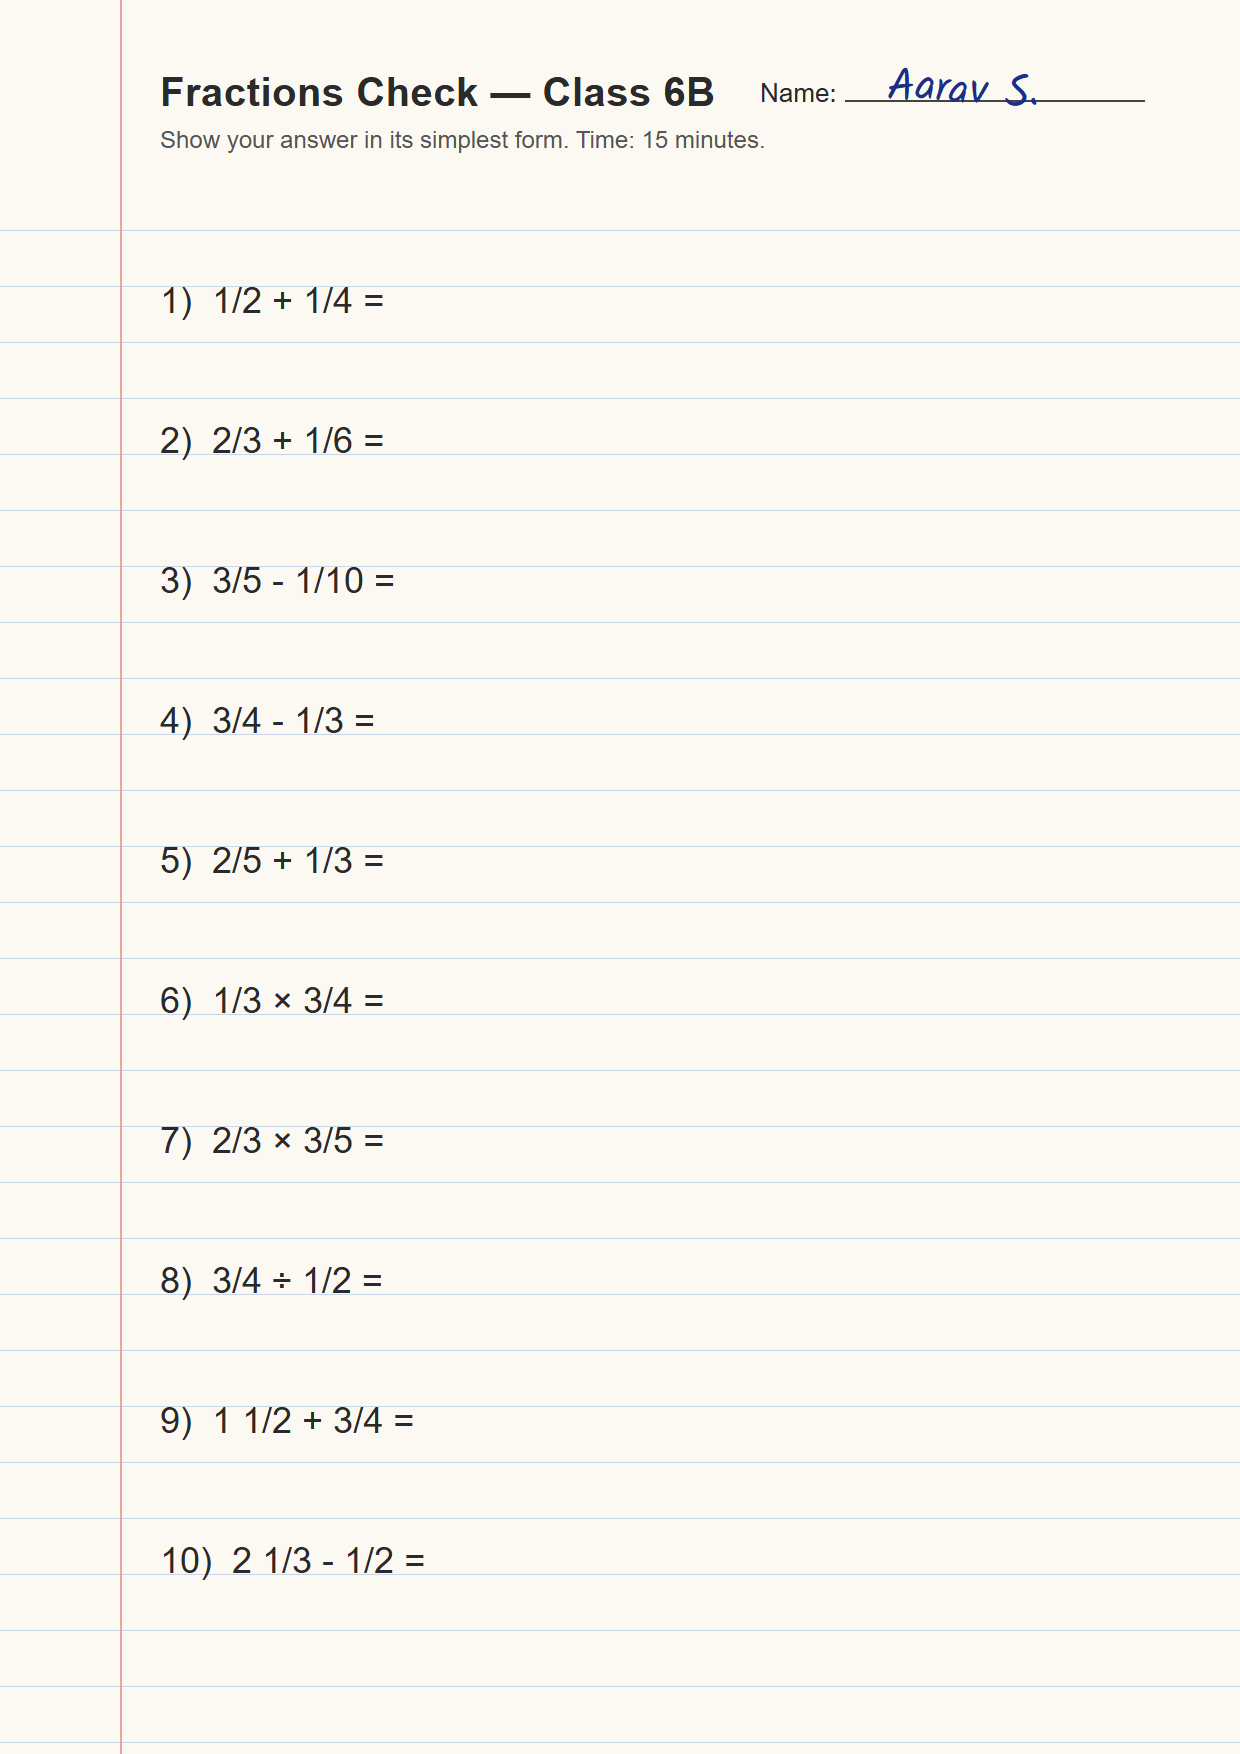 Fractions Check — Class 6B Name: Aarav S.
Show your answer in its simplest form. Time: 15 minutes.
1) 1/2 + 1/4 =
2) 2/3 + 1/6 =
3) 3/5 - 1/10 =
4) 3/4 - 1/3 =
5) 2/5 + 1/3 =
6) 1/3 × 3/4 =
7) 2/3 × 3/5 =
8) 3/4 ÷ 1/2 =
9) 1 1/2 + 3/4 =
10) 2 1/3 - 1/2 =